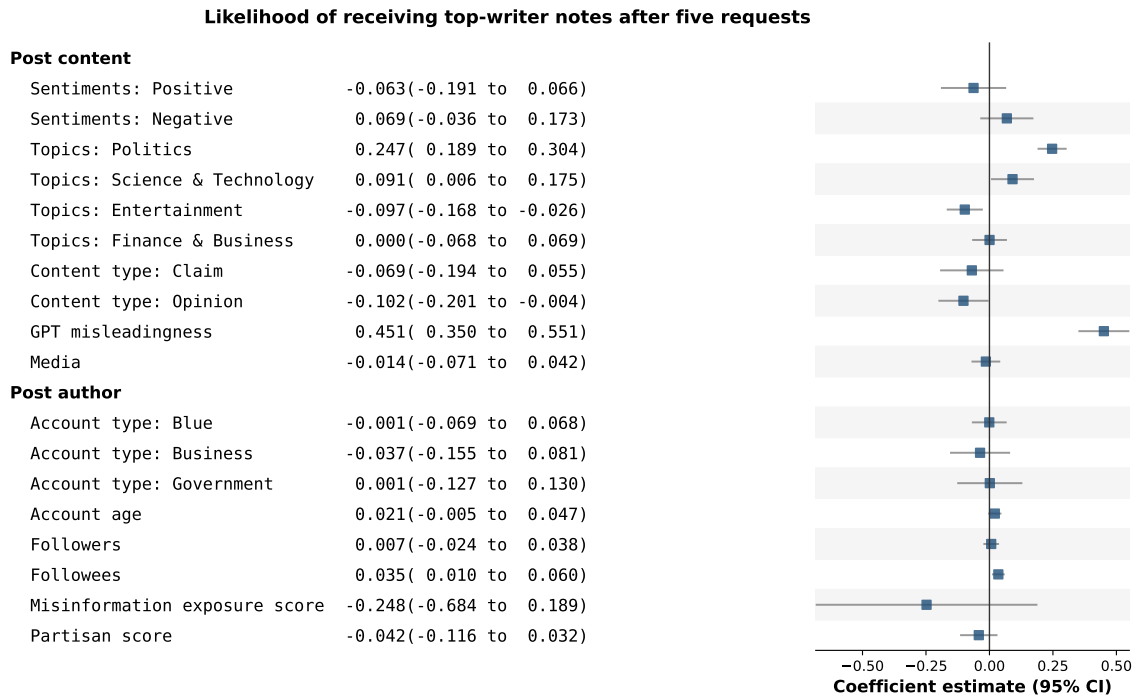 Likelihood of receiving top-writer notes after five requests
Post content
Sentiments: Positive -0.063(-0.191 to 0.066)
Sentiments: Negative 0.069(-0.036 to 0.173)
Topics: Politics 0.247( 0.189 to 0.304)
Topics: Science & Technology 0.091( 0.006 to 0.175)
Topics: Entertainment -0.097(-0.168 to -0.026)
Topics: Finance & Business 0.000(-0.068 to 0.069)
Content type: Claim -0.069(-0.194 to 0.055)
Content type: Opinion -0.102(-0.201 to -0.004)
GPT misleadingness 0.451( 0.350 to 0.551)
Media -0.014(-0.071 to 0.042)
Post author
Account type: Blue -0.001(-0.069 to 0.068)
Account type: Business -0.037(-0.155 to 0.081)
Account type: Government 0.001(-0.127 to 0.130)
Account age 0.021(-0.005 to 0.047)
Followers 0.007(-0.024 to 0.038)
Followees 0.035( 0.010 to 0.060)
Misinformation exposure score -0.248(-0.684 to 0.189)
Partisan score -0.042(-0.116 to 0.032)
−0.50 −0.25 0.00 0.25 0.50
Coefficient estimate (95% CI)